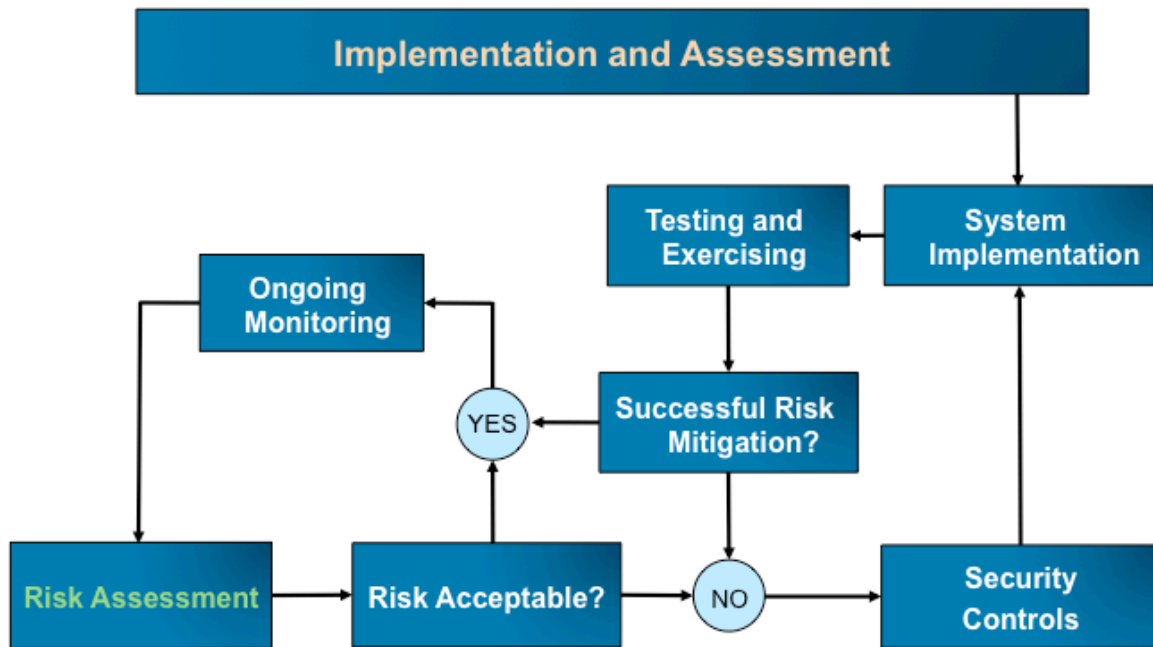 Implementation and Assessment
Testing and
Exercising
System
Implementation
Ongoing
Monitoring
Successful Risk
Mitigation?
YES
Risk Assessment
Risk Acceptable?
NO
Security
Controls